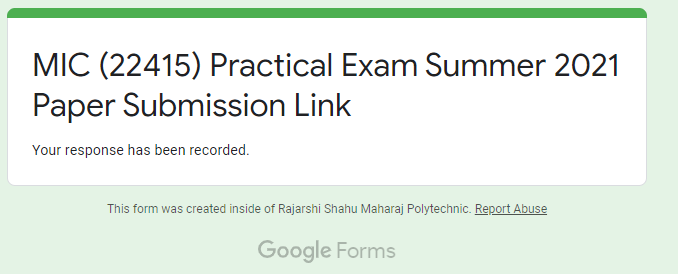 MIC (22415) Practical Exam Summer 2021
Paper Submission Link
Your response has been recorded.
This form was created inside of Rajarshi Shahu Maharaj Polytechnic. Report Abuse
Google Forms